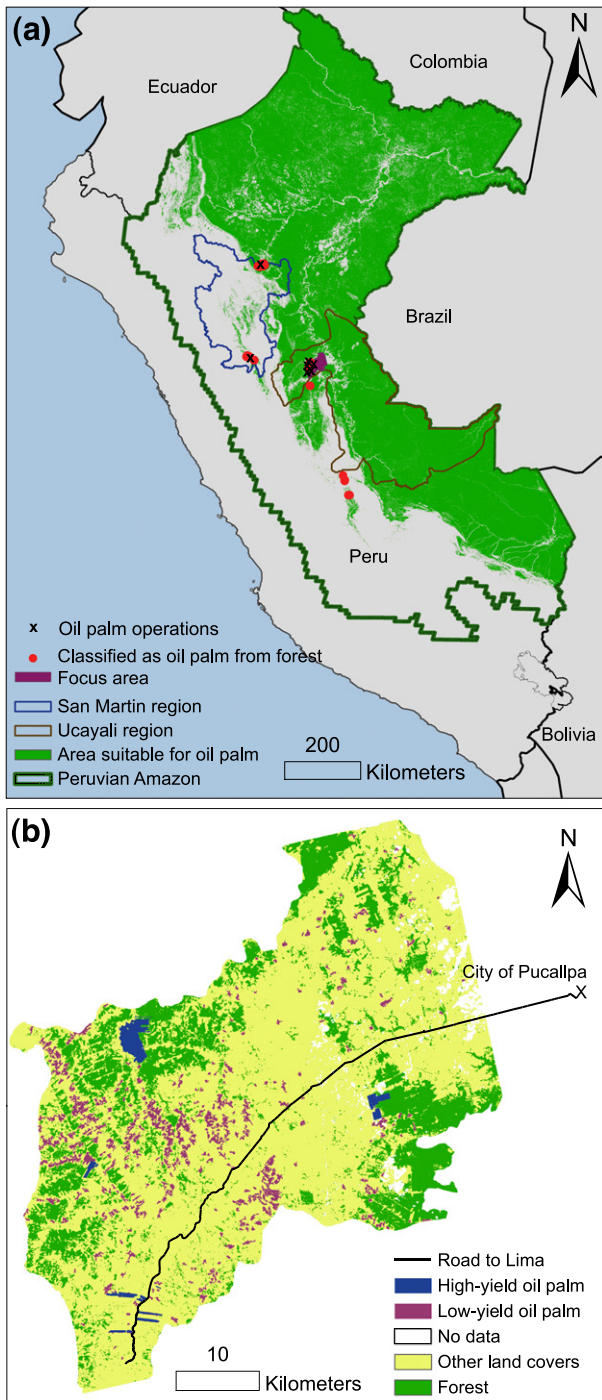 (a)
N
Colombia
Ecuador
Brazil
Peru
Bolivia
x Oil palm operations
Classified as oil palm from forest
Focus area
San Martin region
Ucayali region
Area suitable for oil palm
Peruvian Amazon
200
Kilometers
(b)
N
City of Pucallpa
X
Road to Lima
High-yield oil palm
Low-yield oil palm
No data
Other land covers
Forest
10
Kilometers